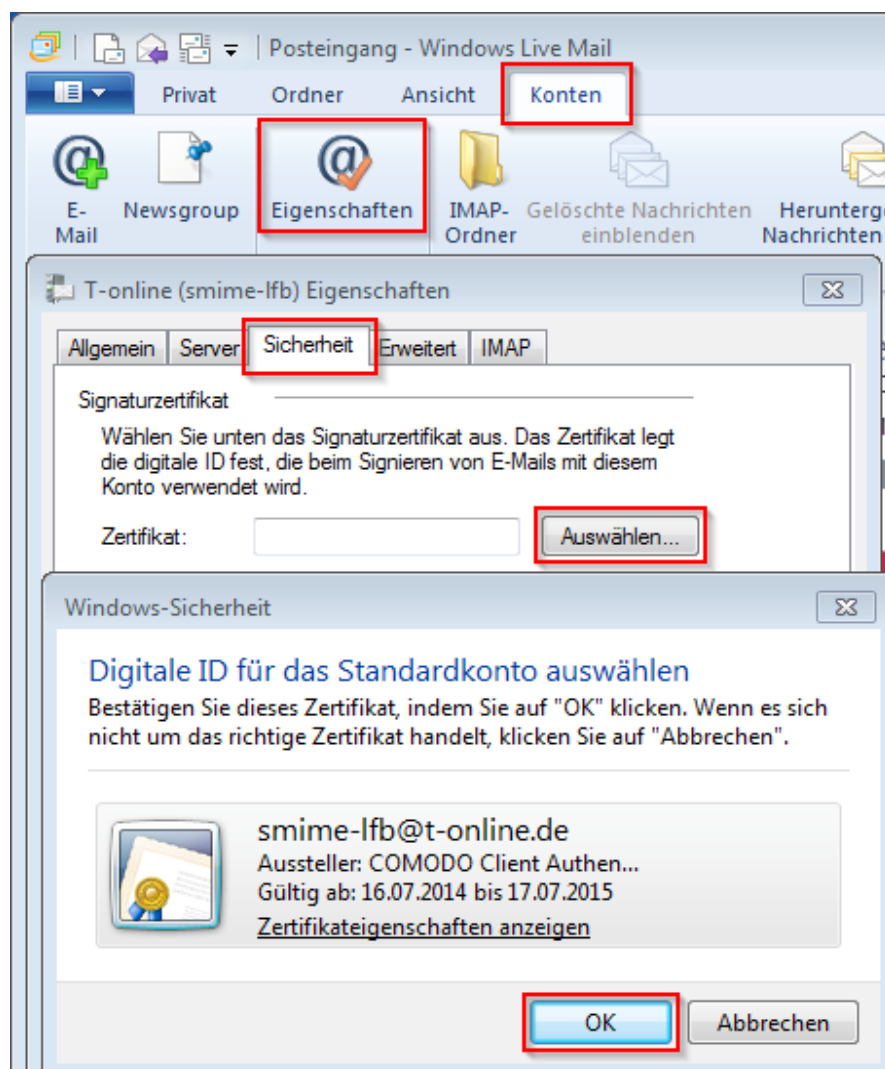 Posteingang - Windows Live Mail
Privat Ordner Ansicht Konten
E-Mail Newsgroup Eigenschaften IMAP-Ordner Gelöschte Nachrichten einblenden Nachrichten
T-online (smime-lfb) Eigenschaften
Allgemein Server Sicherheit Erweitert IMAP
Signaturzertifikat
Wählen Sie unten das Signaturzertifikat aus. Das Zertifikat legt
die digitale ID fest, die beim Signieren von E-Mails mit diesem
Konto verwendet wird.
Zertifikat: Auswählen...
Windows-Sicherheit
Digitale ID für das Standardkonto auswählen
Bestätigen Sie dieses Zertifikat, indem Sie auf "OK" klicken. Wenn es sich
nicht um das richtige Zertifikat handelt, klicken Sie auf "Abbrechen".
smime-lfb@t-online.de
Aussteller: COMODO Client Authen...
Gültig ab: 16.07.2014 bis 17.07.2015
Zertifikateigenschaften anzeigen
OK Abbrechen